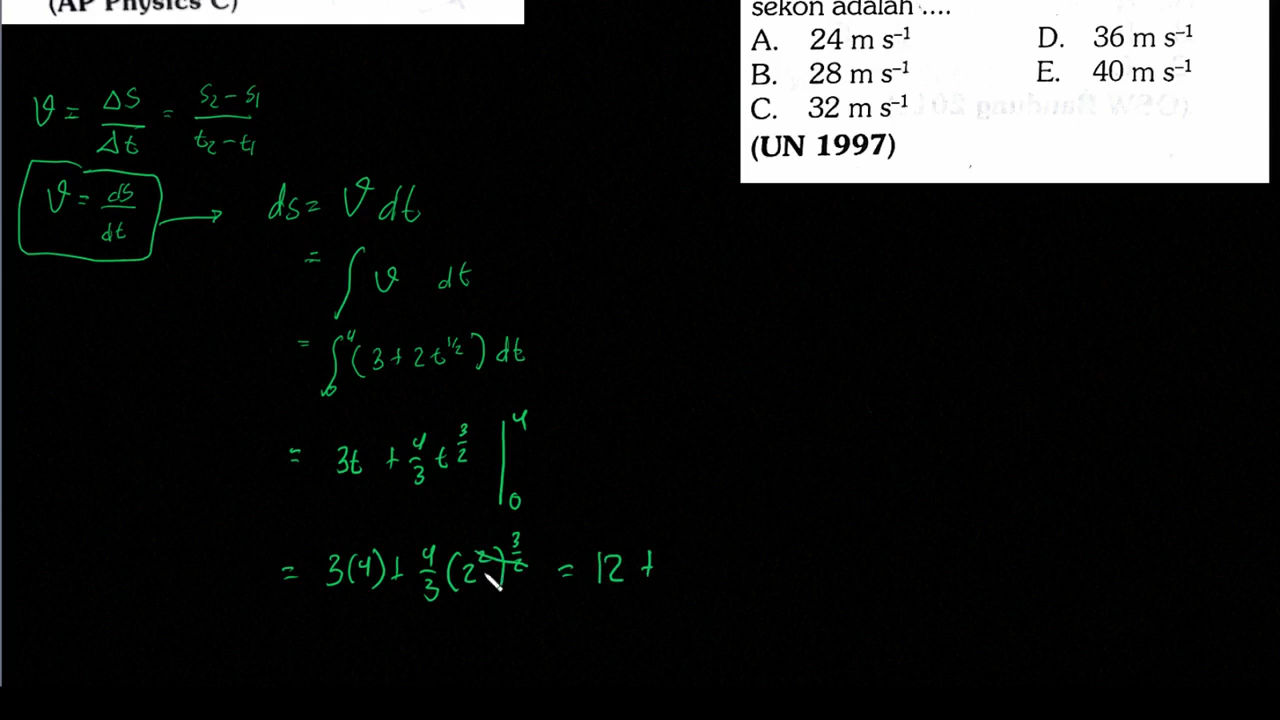 (AP Physics C)
ϑ = ΔS/Δt = (s₂ - s₁)/(t₂ - t₁)
ϑ = ds/dt → ds = ϑ dt
= ∫ ϑ dt
= ∫₀⁴ (3 + 2t^(1/2)) dt
= 3t + 4/3 t^(3/2) |₀⁴
= 3(4) + 4/3 (2²)^(3/2) = 12 +
sekon adalah ....
A. 24 m s⁻¹
B. 28 m s⁻¹
C. 32 m s⁻¹
D. 36 m s⁻¹
E. 40 m s⁻¹
(UN 1997)